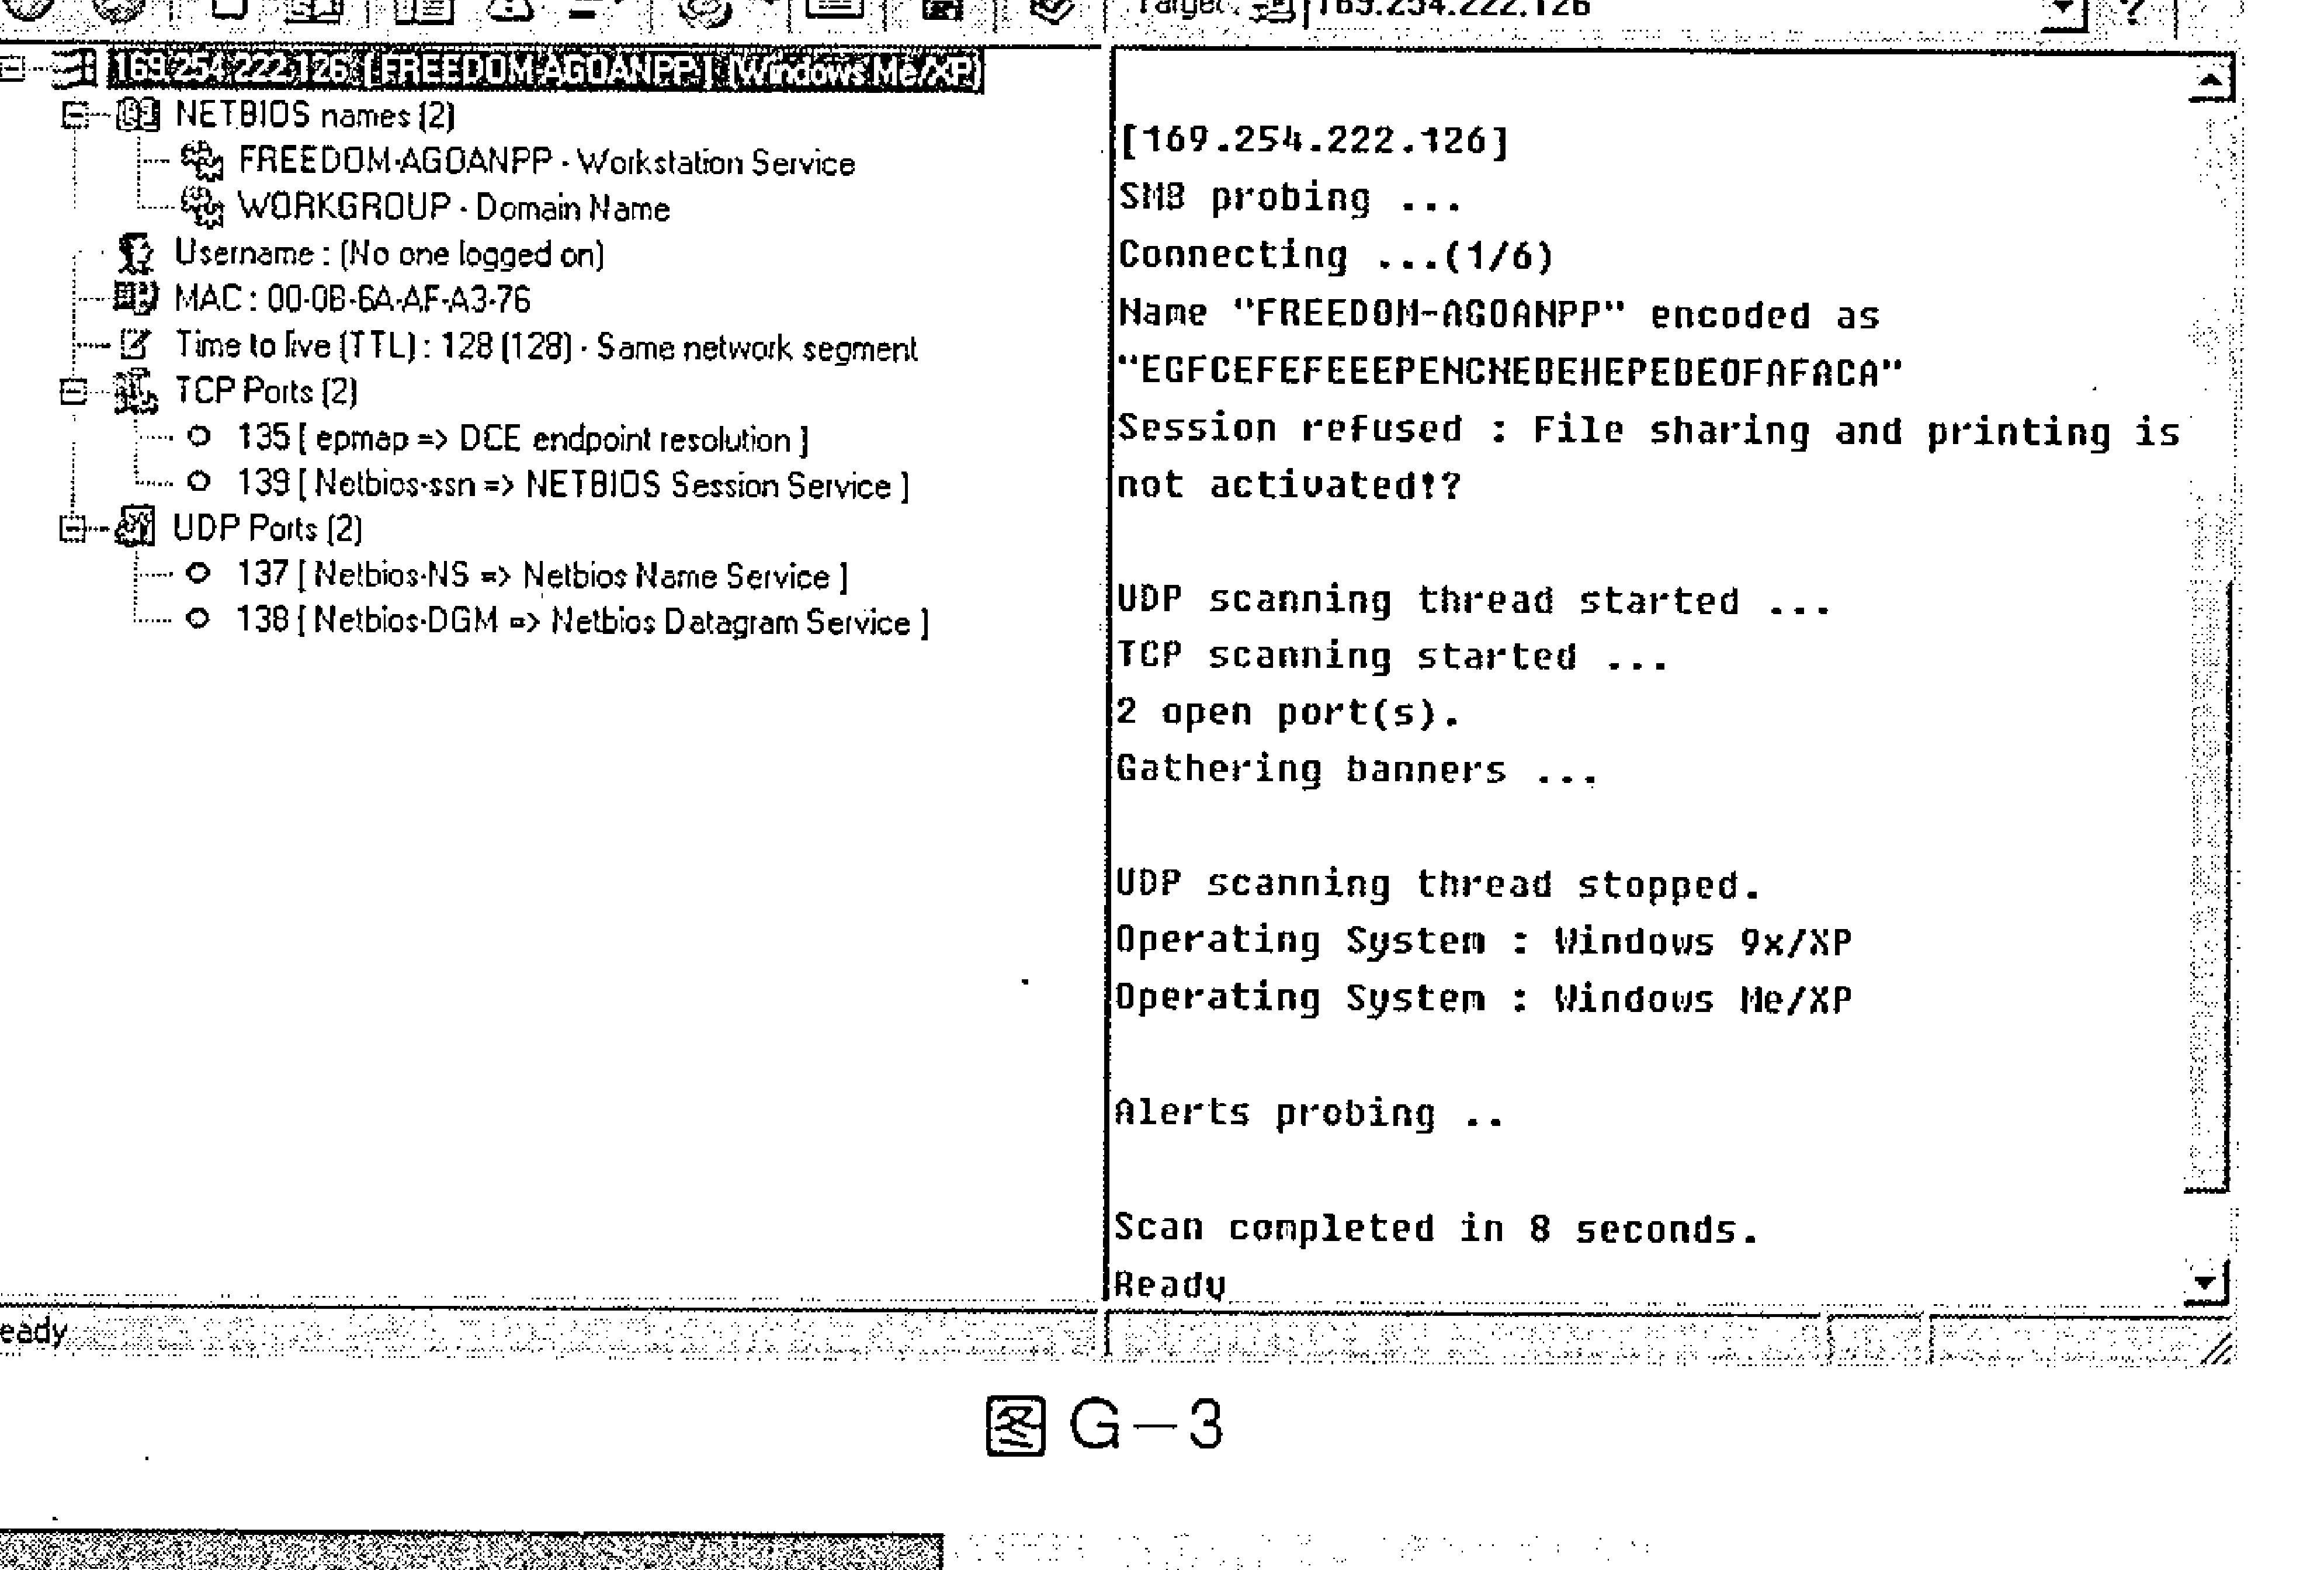 Target : 169.254.222.126
?
169.254.222.126 [ FREEDOM-AGOANPP ] (Windows Me/XP)
NETBIOS names (2)
FREEDOM-AGOANPP - Workstation Service
WORKGROUP - Domain Name
Username : (No one logged on)
MAC : 00-0B-6A-AF-A3-76
Time to live (TTL) : 128 (128) - Same network segment
TCP Ports (2)
135 [ epmap => DCE endpoint resolution ]
139 [ Netbios-ssn => NETBIOS Session Service ]
UDP Ports (2)
137 [ Netbios-NS => Netbios Name Service ]
138 [ Netbios-DGM => Netbios Datagram Service ]
[169.254.222.126]
SMB probing ...
Connecting ...(1/6)
Name "FREEDOM-AGOANPP" encoded as
"EGFCEFEFEEEPENCNEBEHEPEBEOFAFACA"
Session refused : File sharing and printing is
not activated!?
UDP scanning thread started ...
TCP scanning started ...
2 open port(s).
Gathering banners ...
UDP scanning thread stopped.
Operating System : Windows 9x/XP
Operating System : Windows Me/XP
Alerts probing ..
Scan completed in 8 seconds.
Ready
eady
图 G－3